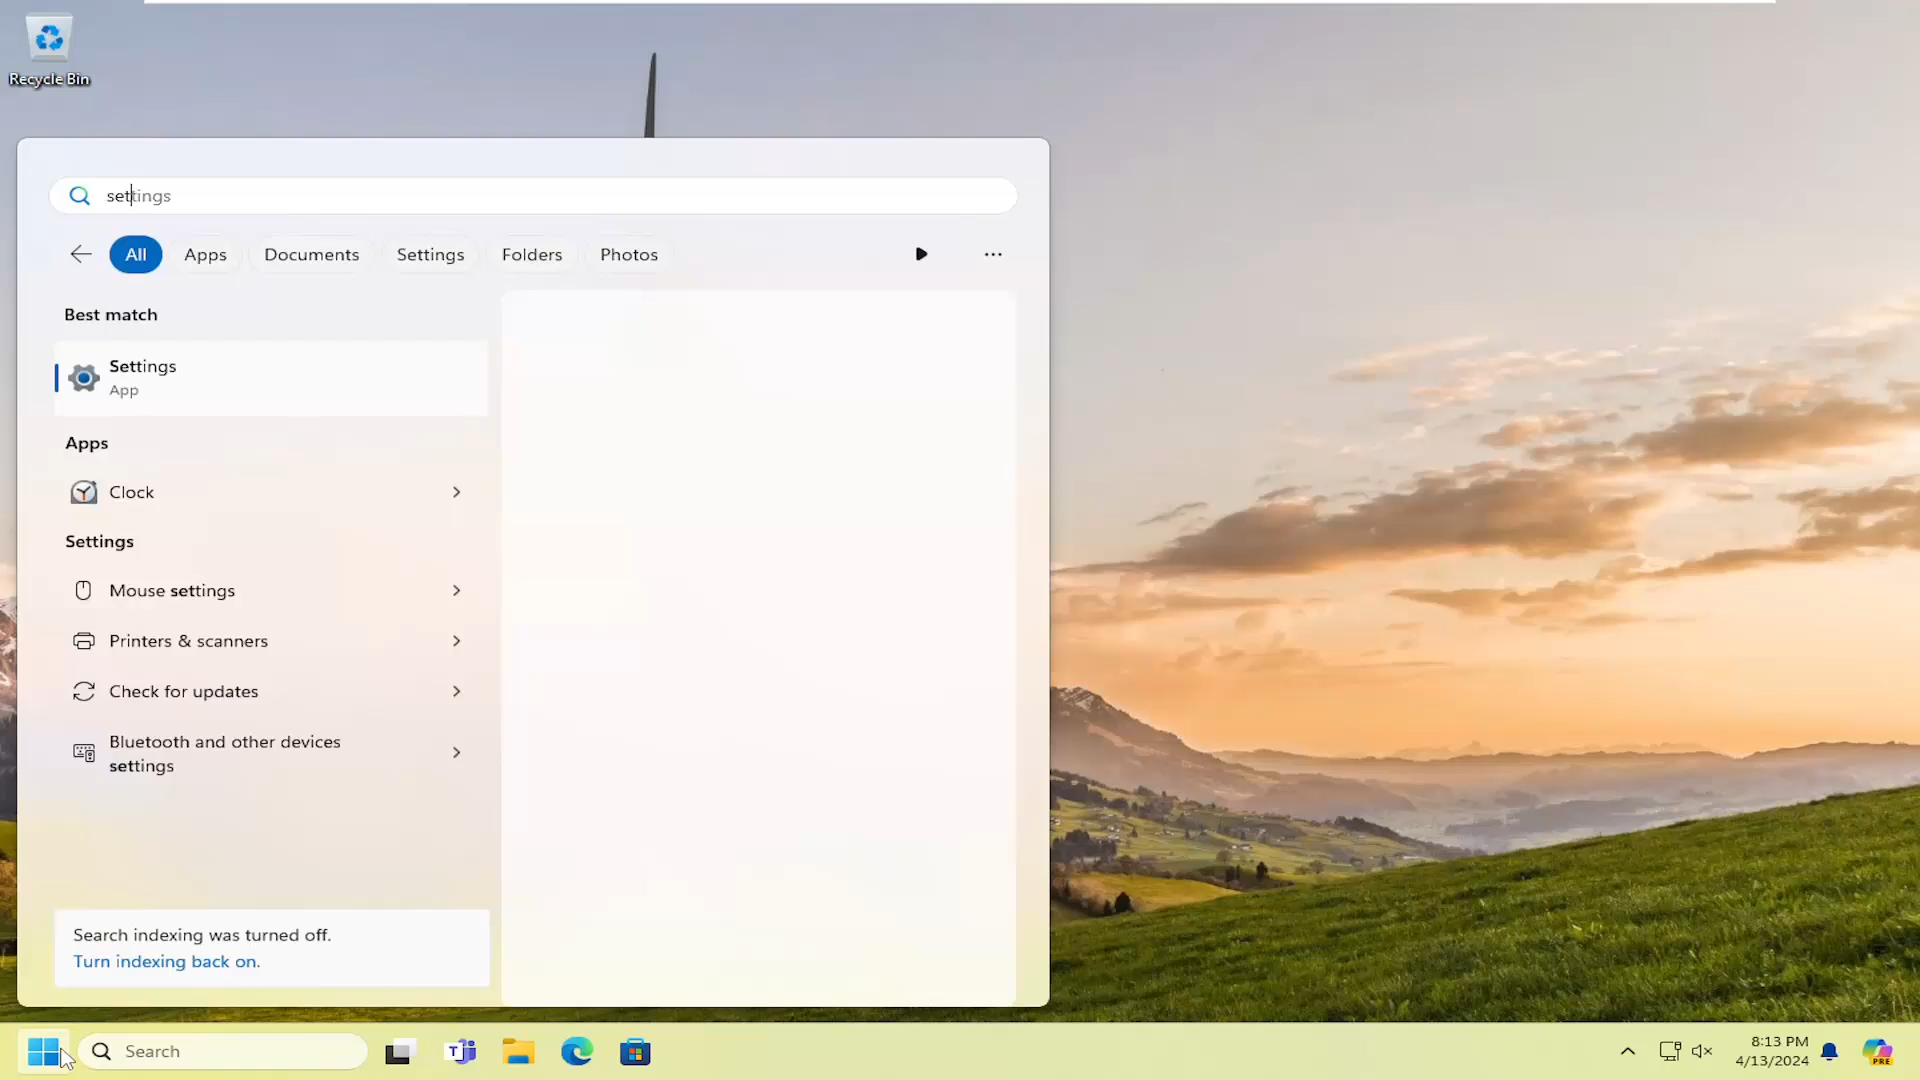 Recycle Bin
settings
All Apps Documents Settings Folders Photos
Best match
Settings
App
Apps
Clock
Settings
Mouse settings
Printers & scanners
Check for updates
Bluetooth and other devices
settings
Search indexing was turned off.
Turn indexing back on.
Search
T
8:13 PM
4/13/2024
PRE